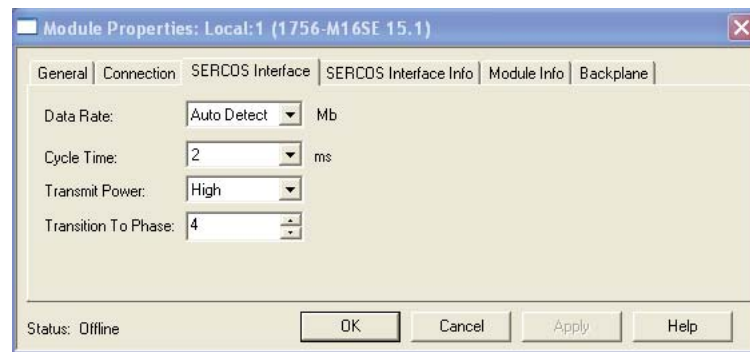 Module Properties: Local:1 (1756-M16SE 15.1)
General Connection SERCOS Interface SERCOS Interface Info Module Info Backplane
Data Rate: Auto Detect Mb
Cycle Time: 2 ms
Transmit Power: High
Transition To Phase: 4
Status: Offline OK Cancel Apply Help